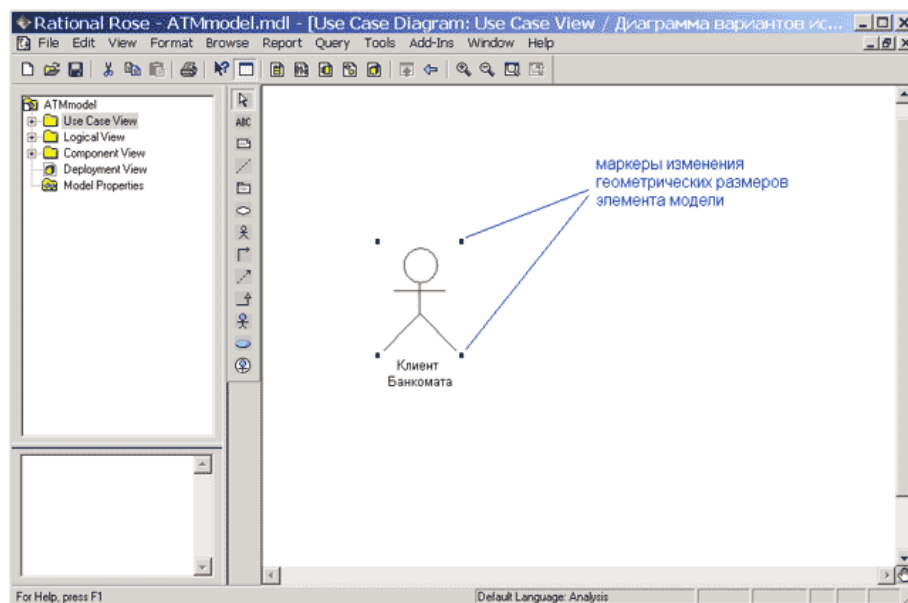 Rational Rose - ATMmodel.mdl - [Use Case Diagram: Use Case View / Диаграмма вариантов ис...
File Edit View Format Browse Report Query Tools Add-Ins Window Help
ATMmodel
Use Case View
Logical View
Component View
Deployment View
Model Properties
ABC
маркеры изменения
геометрических размеров
элемента модели
Клиент
Банкомата
For Help, press F1
Default Language: Analysis